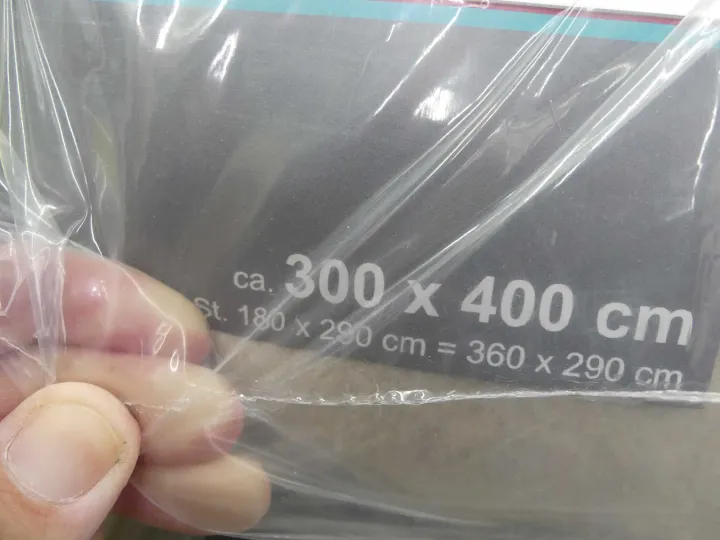 ca. 300 x 400 cm
St. 180 x 290 cm = 360 x 290 cm